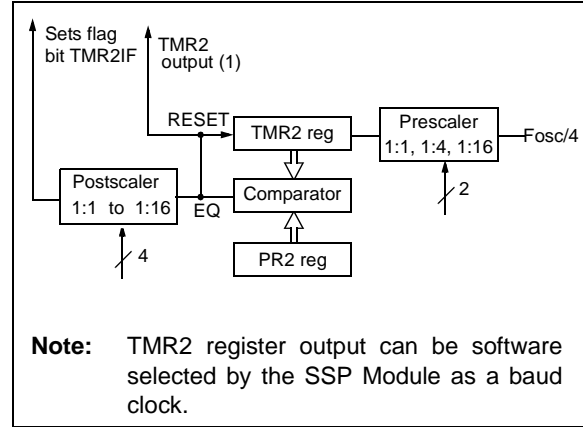 Sets flag
bit TMR2IF
TMR2
output (1)
RESET
TMR2 reg
Prescaler
1:1, 1:4, 1:16
Fosc/4
2
Postscaler
1:1 to 1:16
EQ
Comparator
4
PR2 reg
Note: TMR2 register output can be software
selected by the SSP Module as a baud
clock.